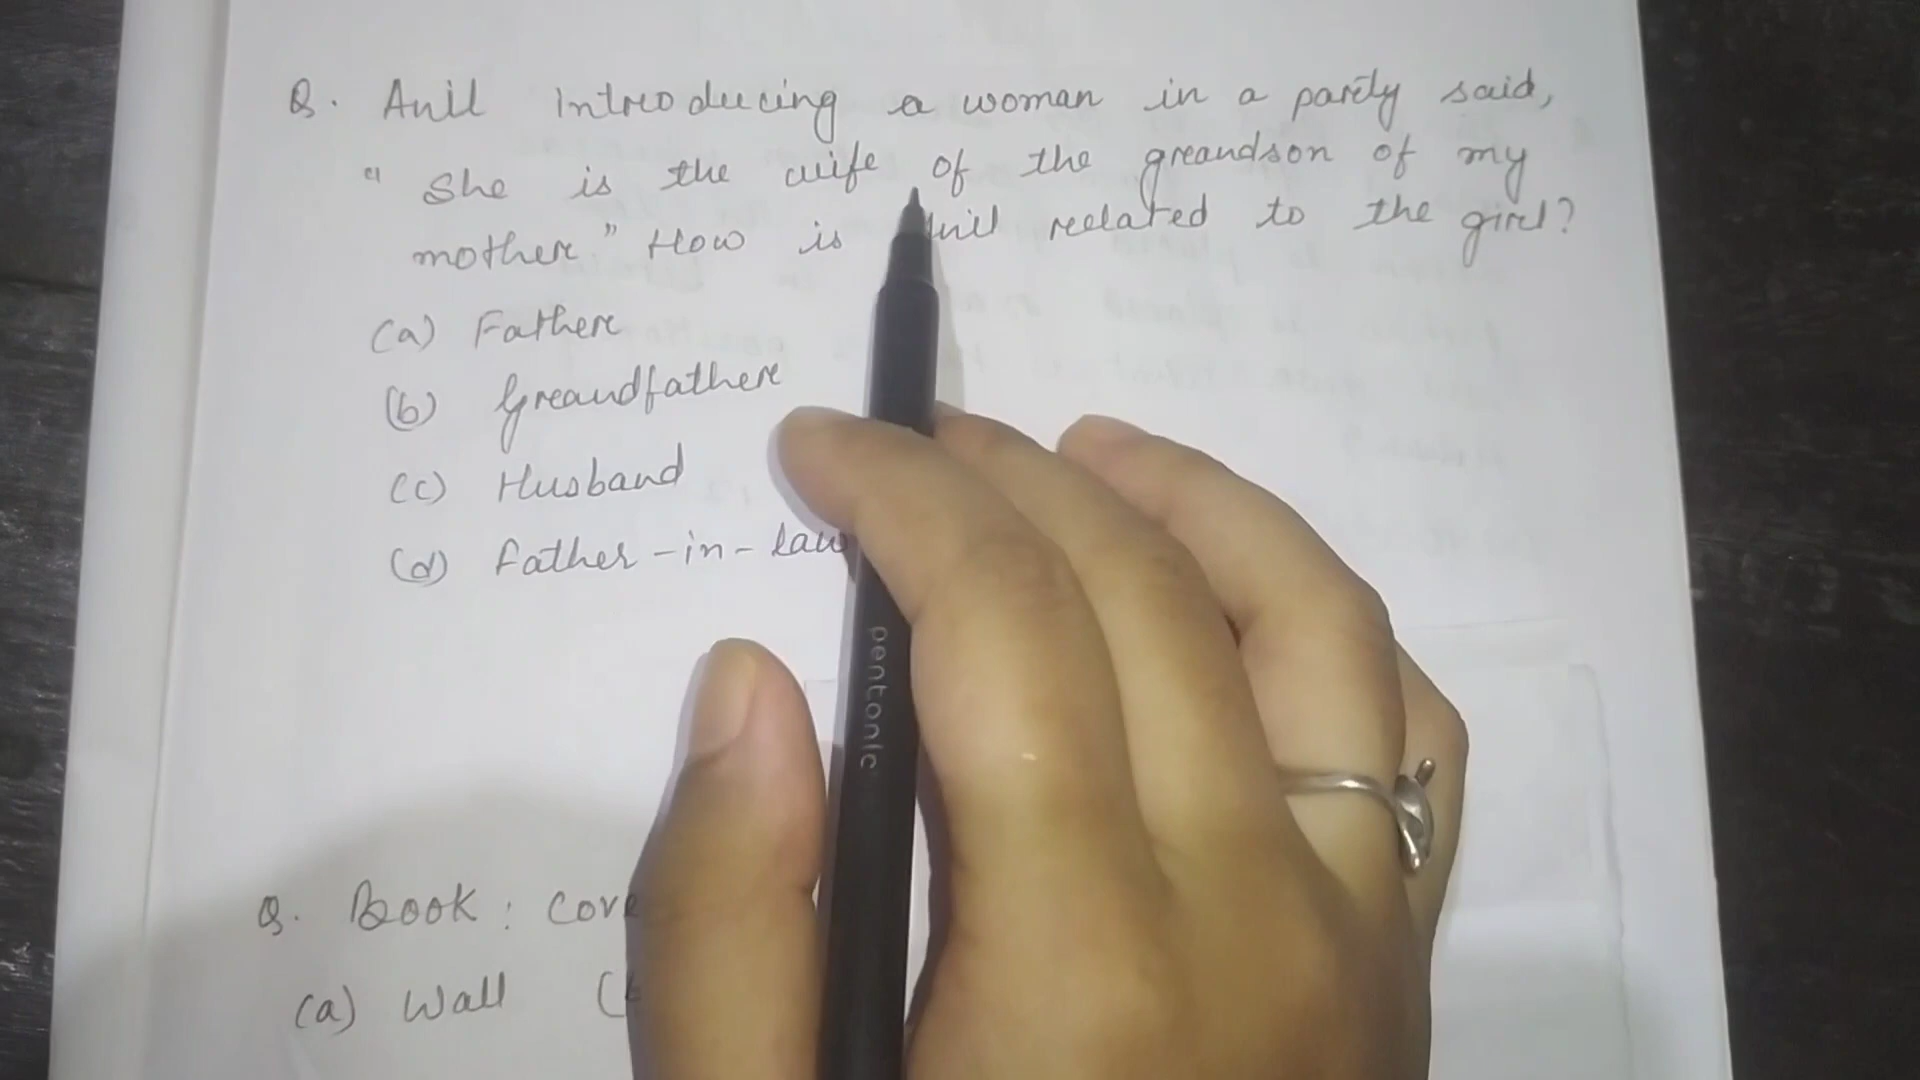 Q. Anil introducing a woman in a party said,
" She is the wife of the grandson of my
mother " How is Anil related to the girl?
(a) Father
(b) Grandfather
(c) Husband
(d) Father-in-law
pentonic
Q. Book : Cove
(a) Wall (